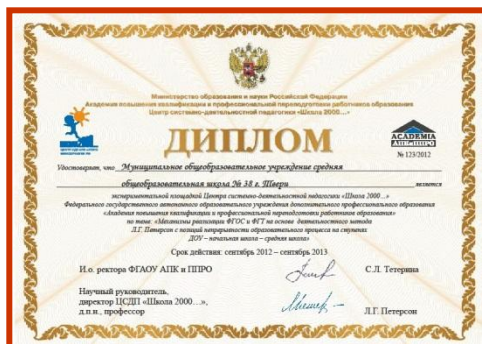 Министерство образования и науки Российской Федерации
Академия повышения квалификации и профессиональной переподготовки работников образования
Центр системно-деятельностной педагогики «Школа 2000...»
ДИПЛОМ
ACADEMIA
АПК и ППРО
№ 123/2012
Удостоверяет, что Муниципальное общеобразовательное учреждение средняя
общеобразовательная школа № 38 г. Твери является
экспериментальной площадкой Центра системно-деятельностной педагогики «Школа 2000...»
Федерального государственного автономного образовательного учреждения дополнительного профессионального образования
«Академия повышения квалификации и профессиональной переподготовки работников образования»
по теме: «Механизмы реализации ФГОС и ФГТ на основе деятельностного метода
Л.Г. Петерсон с позиций непрерывности образовательного процесса на ступенях
ДОУ – начальная школа – средняя школа»
Срок действия: сентябрь 2012 – сентябрь 2013
И.о. ректора ФГАОУ АПК и ППРО С.Л. Тетерина
Научный руководитель,
директор ЦСДП «Школа 2000...»,
д.п.н., профессор Л.Г. Петерсон